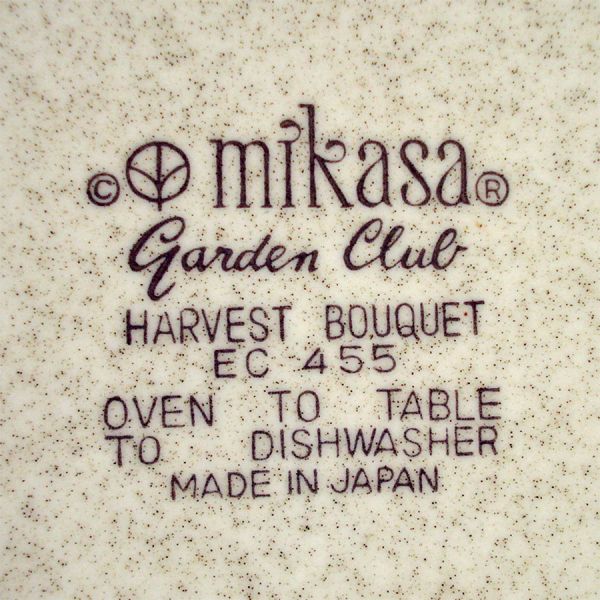 © mikasa ®
Garden Club
HARVEST BOUQUET
EC 455
OVEN TO TABLE
TO DISHWASHER
MADE IN JAPAN